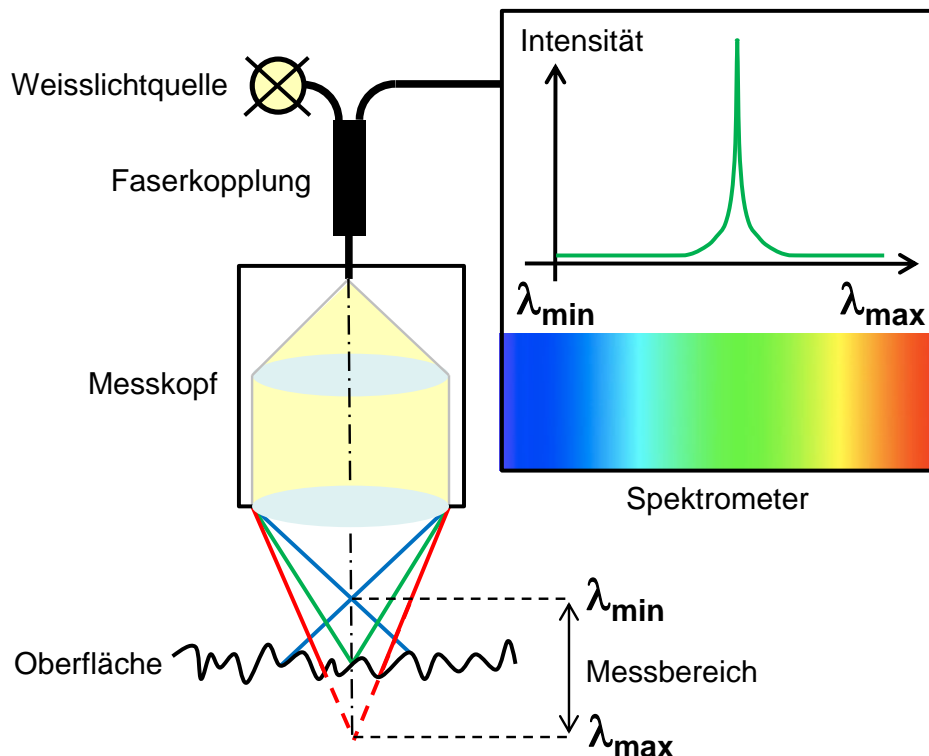 Intensität
Weisslichtquelle
Faserkopplung
λmin
λmax
Messkopf
Spektrometer
λmin
Oberfläche
Messbereich
λmax